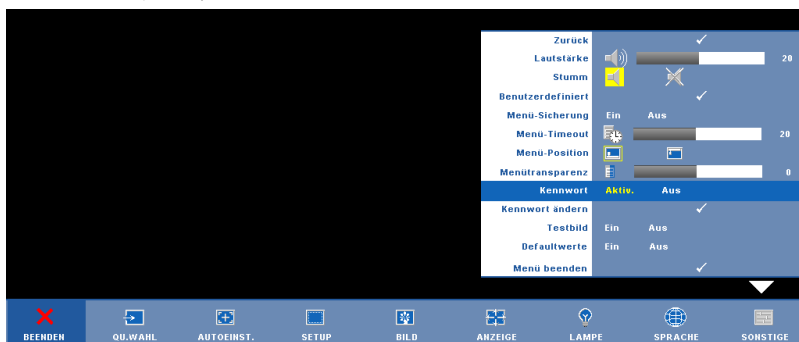 Zurück
Lautstärke 20
Stumm
Benutzerdefiniert
Menü-Sicherung Ein Aus
Menü-Timeout 20
Menü-Position
Menütransparenz 0
Kennwort Aktiv. Aus
Kennwort ändern
Testbild Ein Aus
Defaultwerte Ein Aus
Menü beenden
BEENDEN QU.WAHL AUTOEINST. SETUP BILD ANZEIGE LAMPE SPRACHE SONSTIGE